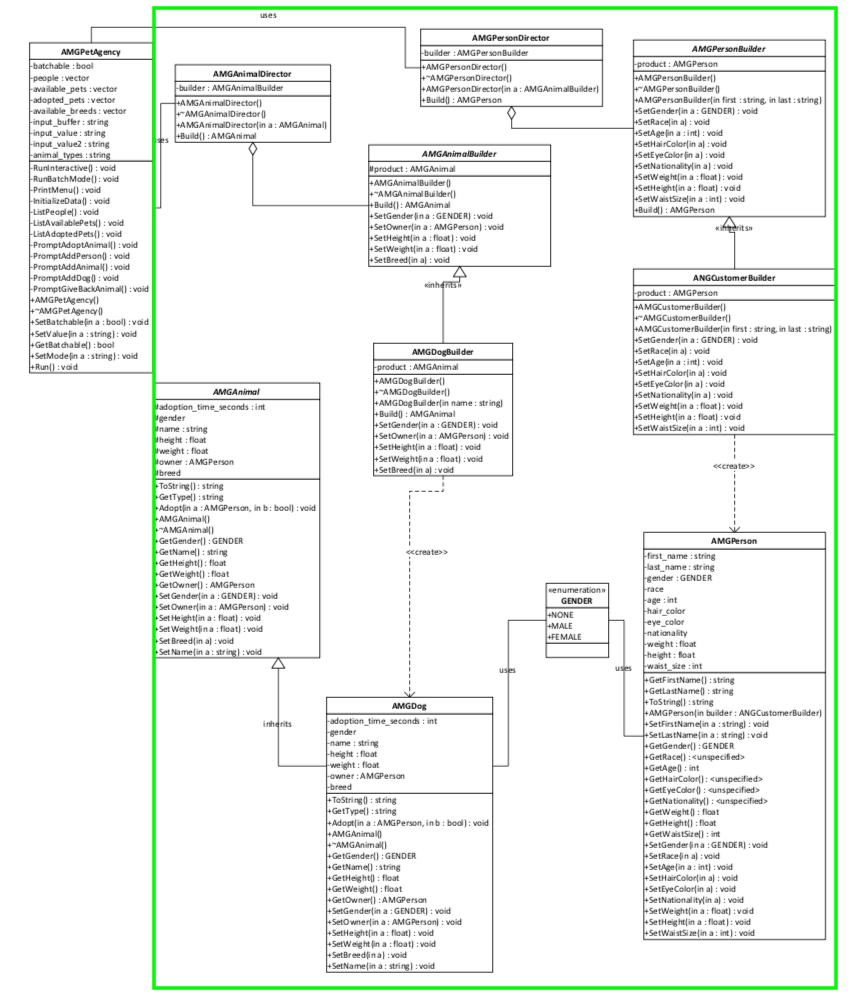 uses
AMGPetAgency
-batchable : bool
-people : vector
-available_pets : vector
-adopted_pets : vector
-available_breeds : vector
-input_buffer : string
-input_value : string
-input_value2 : string
-animal_types : string
-RunInteractive() : void
-RunBatchMode() : void
-PrintMenu() : void
-InitializeData() : void
-ListPeople() : void
-ListAvailablePets() : void
-ListAdoptedPets() : void
-PromptAdoptAnimal() : void
-PromptAddPerson() : void
-PromptAddAnimal() : void
-PromptAddDog() : void
-PromptGiveBackAnimal() : void
+AMGPetAgency()
+~AMGPetAgency()
+SetBatchable(in a : bool) : void
+SetValue(in a : string) : void
+GetBatchable() : bool
+SetMode(in a : string) : void
+Run() : void
AMGAnimalDirector
-builder : AMGAnimalBuilder
+AMGAnimalDirector()
+~AMGAnimalDirector()
+AMGAnimalDirector(in a : AMGAnimal)
+Build() : AMGAnimal
uses
AMGPersonDirector
-builder : AMGPersonBuilder
+AMGPersonDirector()
+~AMGPersonDirector()
+AMGPersonDirector(in a : AMGAnimalBuilder)
+Build() : AMGPerson
AMGPersonBuilder
-product : AMGPerson
+AMGPersonBuilder()
+~AMGPersonBuilder()
+AMGPersonBuilder(in first : string, in last : string)
+SetGender(in a : GENDER) : void
+SetRace(in a) : void
+SetAge(in a : int) : void
+SetHairColor(in a) : void
+SetEyeColor(in a) : void
+SetNationality(in a) : void
+SetWeight(in a : float) : void
+SetHeight(in a : float) : void
+SetWaistSize(in a : int) : void
+Build() : AMGPerson
«inherits»
AMGAnimalBuilder
#product : AMGAnimal
+AMGAnimalBuilder()
+~AMGAnimalBuilder()
+Build() : AMGAnimal
+SetGender(in a : GENDER) : void
+SetOwner(in a : AMGPerson) : void
+SetHeight(in a : float) : void
+SetWeight(in a : float) : void
+SetBreed(in a) : void
«inherits»
ANGCustomerBuilder
-product : AMGPerson
+AMGCustomerBuilder()
+~AMGCustomerBuilder()
+AMGCustomerBuilder(in first : string, in last : string)
+SetGender(in a : GENDER) : void
+SetRace(in a) : void
+SetAge(in a : int) : void
+SetHairColor(in a) : void
+SetEyeColor(in a) : void
+SetNationality(in a) : void
+SetWeight(in a : float) : void
+SetHeight(in a : float) : void
+SetWaistSize(in a : int) : void
<<create>>
AMGDogBuilder
-product : AMGAnimal
+AMGDogBuilder()
+~AMGDogBuilder()
+AMGDogBuilder(in name : string)
+Build() : AMGAnimal
+SetGender(in a : GENDER) : void
+SetOwner(in a : AMGPerson) : void
+SetHeight(in a : float) : void
+SetWeight(in a : float) : void
+SetBreed(in a) : void
<<create>>
AMGAnimal
#adoption_time_seconds : int
#gender
#name : string
#height : float
#weight : float
#owner : AMGPerson
#breed
+ToString() : string
+GetType() : string
+Adopt(in a : AMGPerson, in b : bool) : void
+AMGAnimal()
+~AMGAnimal()
+GetGender() : GENDER
+GetName() : string
+GetHeight() : float
+GetWeight() : float
+GetOwner() : AMGPerson
+SetGender(in a : GENDER) : void
+SetOwner(in a : AMGPerson) : void
+SetHeight(in a : float) : void
+SetWeight(in a : float) : void
+SetBreed(in a) : void
+SetName(in a : string) : void
inherits
«enumeration»
GENDER
+NONE
+MALE
+FEMALE
uses
uses
AMGPerson
-first_name : string
-last_name : string
-gender : GENDER
-race
-age : int
-hair_color
-eye_color
-nationality
-weight : float
-height : float
-waist_size : int
+GetFirstName() : string
+GetLastName() : string
+ToString() : string
+AMGPerson(in builder : ANGCustomerBuilder)
+SetFirstName(in a : string) : void
+SetLastName(in a : string) : void
+GetGender() : GENDER
+GetRace() : <unspecified>
+GetAge() : int
+GetHairColor() : <unspecified>
+GetEyeColor() : <unspecified>
+GetNationality() : <unspecified>
+GetWeight() : float
+GetHeight() : float
+GetWaistSize() : int
+SetGender(in a : GENDER) : void
+SetRace(in a) : void
+SetAge(in a : int) : void
+SetHairColor(in a) : void
+SetEyeColor(in a) : void
+SetNationality(in a) : void
+SetWeight(in a : float) : void
+SetHeight(in a : float) : void
+SetWaistSize(in a : int) : void
AMGDog
-adoption_time_seconds : int
-gender
-name : string
-height : float
-weight : float
-owner : AMGPerson
-breed
+ToString() : string
+GetType() : string
+Adopt(in a : AMGPerson, in b : bool) : void
+AMGAnimal()
+~AMGAnimal()
+GetGender() : GENDER
+GetName() : string
+GetHeight() : float
+GetWeight() : float
+GetOwner() : AMGPerson
+SetGender(in a : GENDER) : void
+SetOwner(in a : AMGPerson) : void
+SetHeight(in a : float) : void
+SetWeight(in a : float) : void
+SetBreed(in a) : void
+SetName(in a : string) : void